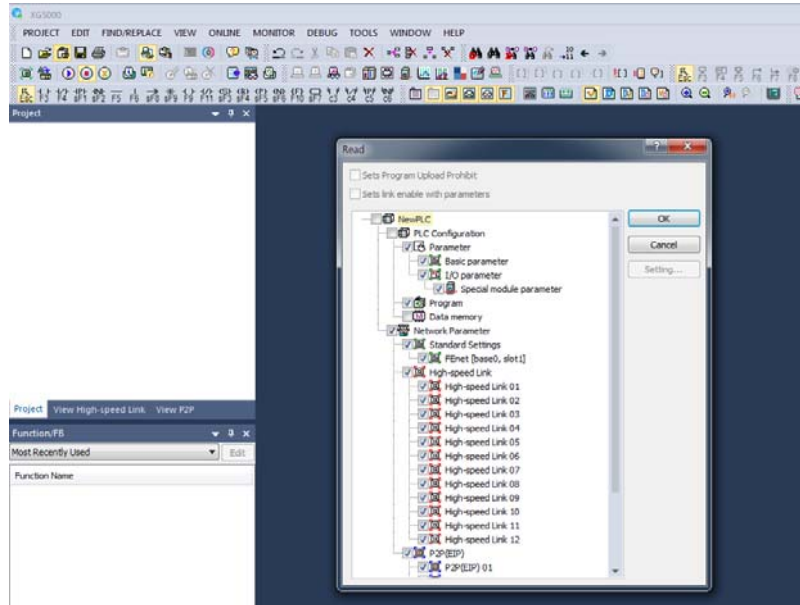 XG5000
PROJECT EDIT FIND/REPLACE VIEW ONLINE MONITOR DEBUG TOOLS WINDOW HELP
Project
Read
Sets Program Upload Prohibit
Sets link enable with parameters
NewPLC
OK
PLC Configuration
Parameter
Cancel
Basic parameter
I/O parameter
Setting...
Special module parameter
Program
Data memory
Network Parameter
Standard Settings
FEnet [base0, slot1]
High-speed Link
High-speed Link 01
High-speed Link 02
High-speed Link 03
High-speed Link 04
High-speed Link 05
High-speed Link 06
High-speed Link 07
High-speed Link 08
High-speed Link 09
High-speed Link 10
High-speed Link 11
High-speed Link 12
P2P(EIP)
P2P(EIP) 01
Project View High-speed Link View P2P
Function/FB
Most Recently Used Edit
Function Name